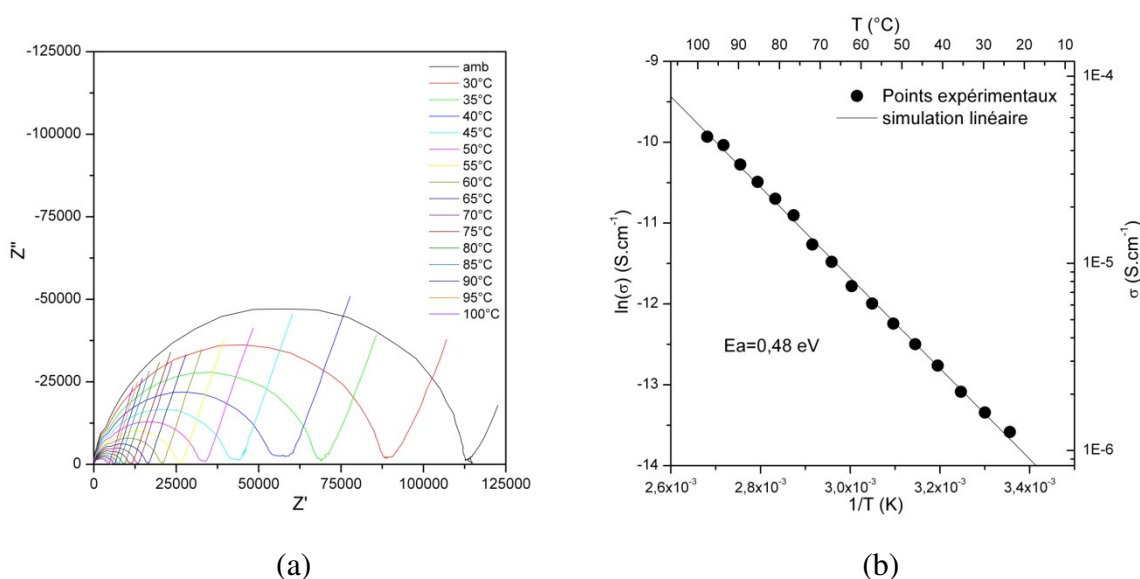 -125000
-100000
-75000
-50000
-25000
0
Z''
0 25000 50000 75000 100000 125000
Z'
amb
30°C
35°C
40°C
45°C
50°C
55°C
60°C
65°C
70°C
75°C
80°C
85°C
90°C
95°C
100°C
(a)
T (°C)
100 90 80 70 60 50 40 30 20 10
-9
-10
-11
-12
-13
-14
ln(σ) (S.cm⁻¹)
Points expérimentaux
simulation linéaire
Ea=0,48 eV
1E-4
1E-5
1E-6
σ (S.cm⁻¹)
2,6x10⁻³ 2,8x10⁻³ 3,0x10⁻³ 3,2x10⁻³ 3,4x10⁻³
1/T (K)
(b)